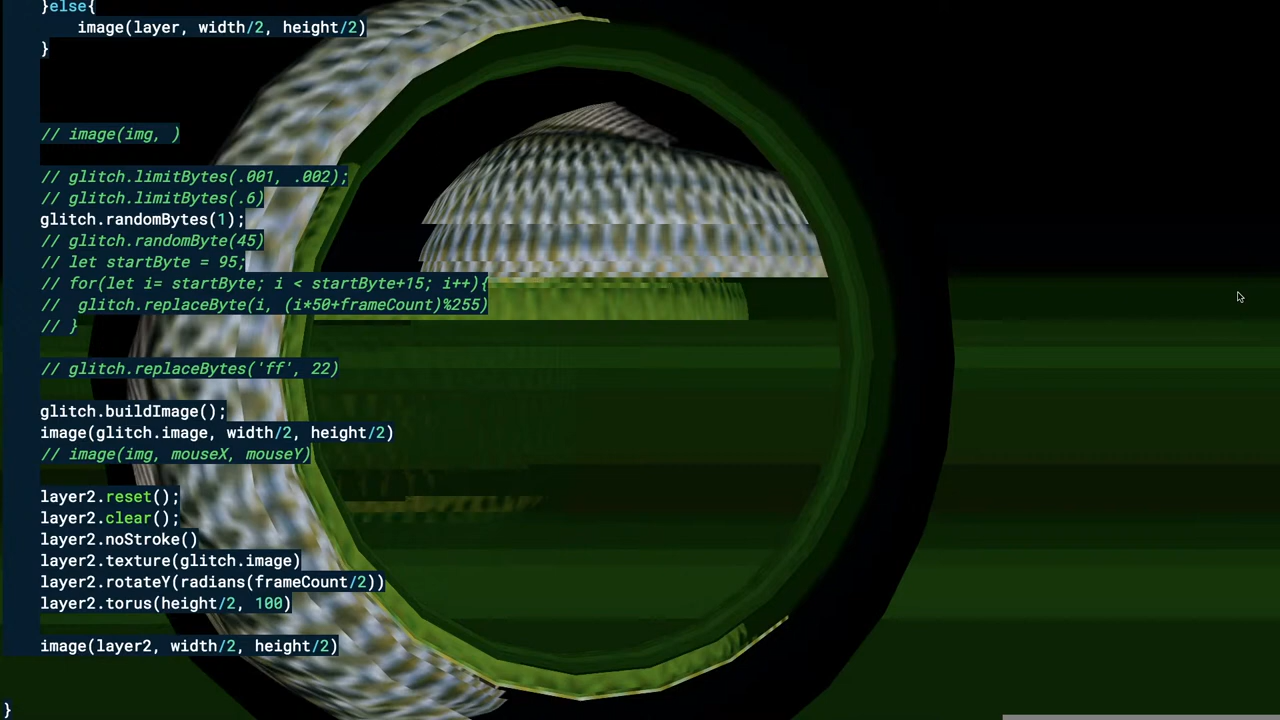 }else{
image(layer, width/2, height/2)
}
// image(img, )
// glitch.limitBytes(.001, .002);
// glitch.limitBytes(.6)
glitch.randomBytes(1);
// glitch.randomByte(45)
// let startByte = 95;
// for(let i= startByte; i < startByte+15; i++){
//  glitch.replaceByte(i, (i*50+frameCount)%255)
// }
// glitch.replaceBytes('ff', 22)
glitch.buildImage();
image(glitch.image, width/2, height/2)
// image(img, mouseX, mouseY)
layer2.reset();
layer2.clear();
layer2.noStroke()
layer2.texture(glitch.image)
layer2.rotateY(radians(frameCount/2))
layer2.torus(height/2, 100)
image(layer2, width/2, height/2)
}